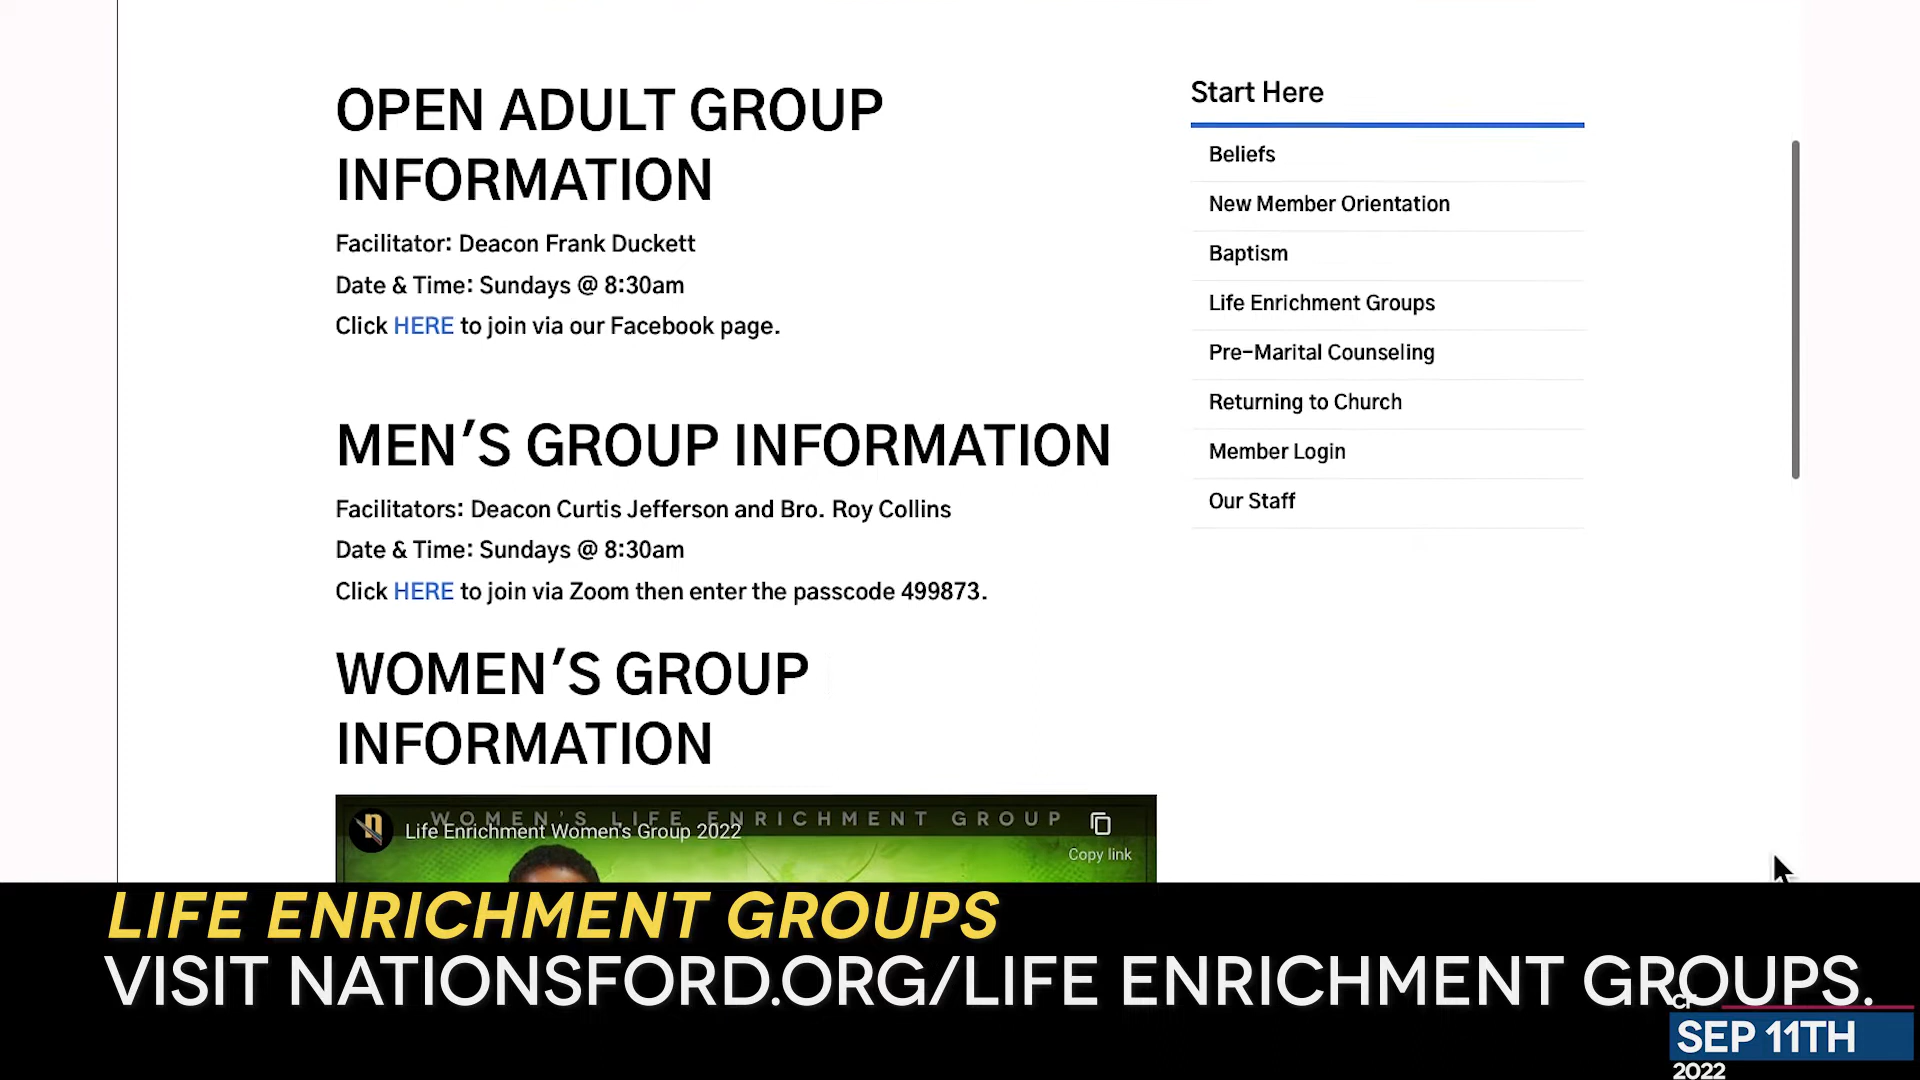 OPEN ADULT GROUP
INFORMATION
Facilitator: Deacon Frank Duckett
Date & Time: Sundays @ 8:30am
Click HERE to join via our Facebook page.
MEN'S GROUP INFORMATION
Facilitators: Deacon Curtis Jefferson and Bro. Roy Collins
Date & Time: Sundays @ 8:30am
Click HERE to join via Zoom then enter the passcode 499873.
WOMEN'S GROUP
INFORMATION
WOMEN'S LIFE ENRICHMENT GROUP
Life Enrichment Women's Group 2022
Copy link
Start Here
Beliefs
New Member Orientation
Baptism
Life Enrichment Groups
Pre-Marital Counseling
Returning to Church
Member Login
Our Staff
LIFE ENRICHMENT GROUPS
VISIT NATIONSFORD.ORG/LIFE ENRICHMENT GROUPS.
CF
SEP 11TH
2022